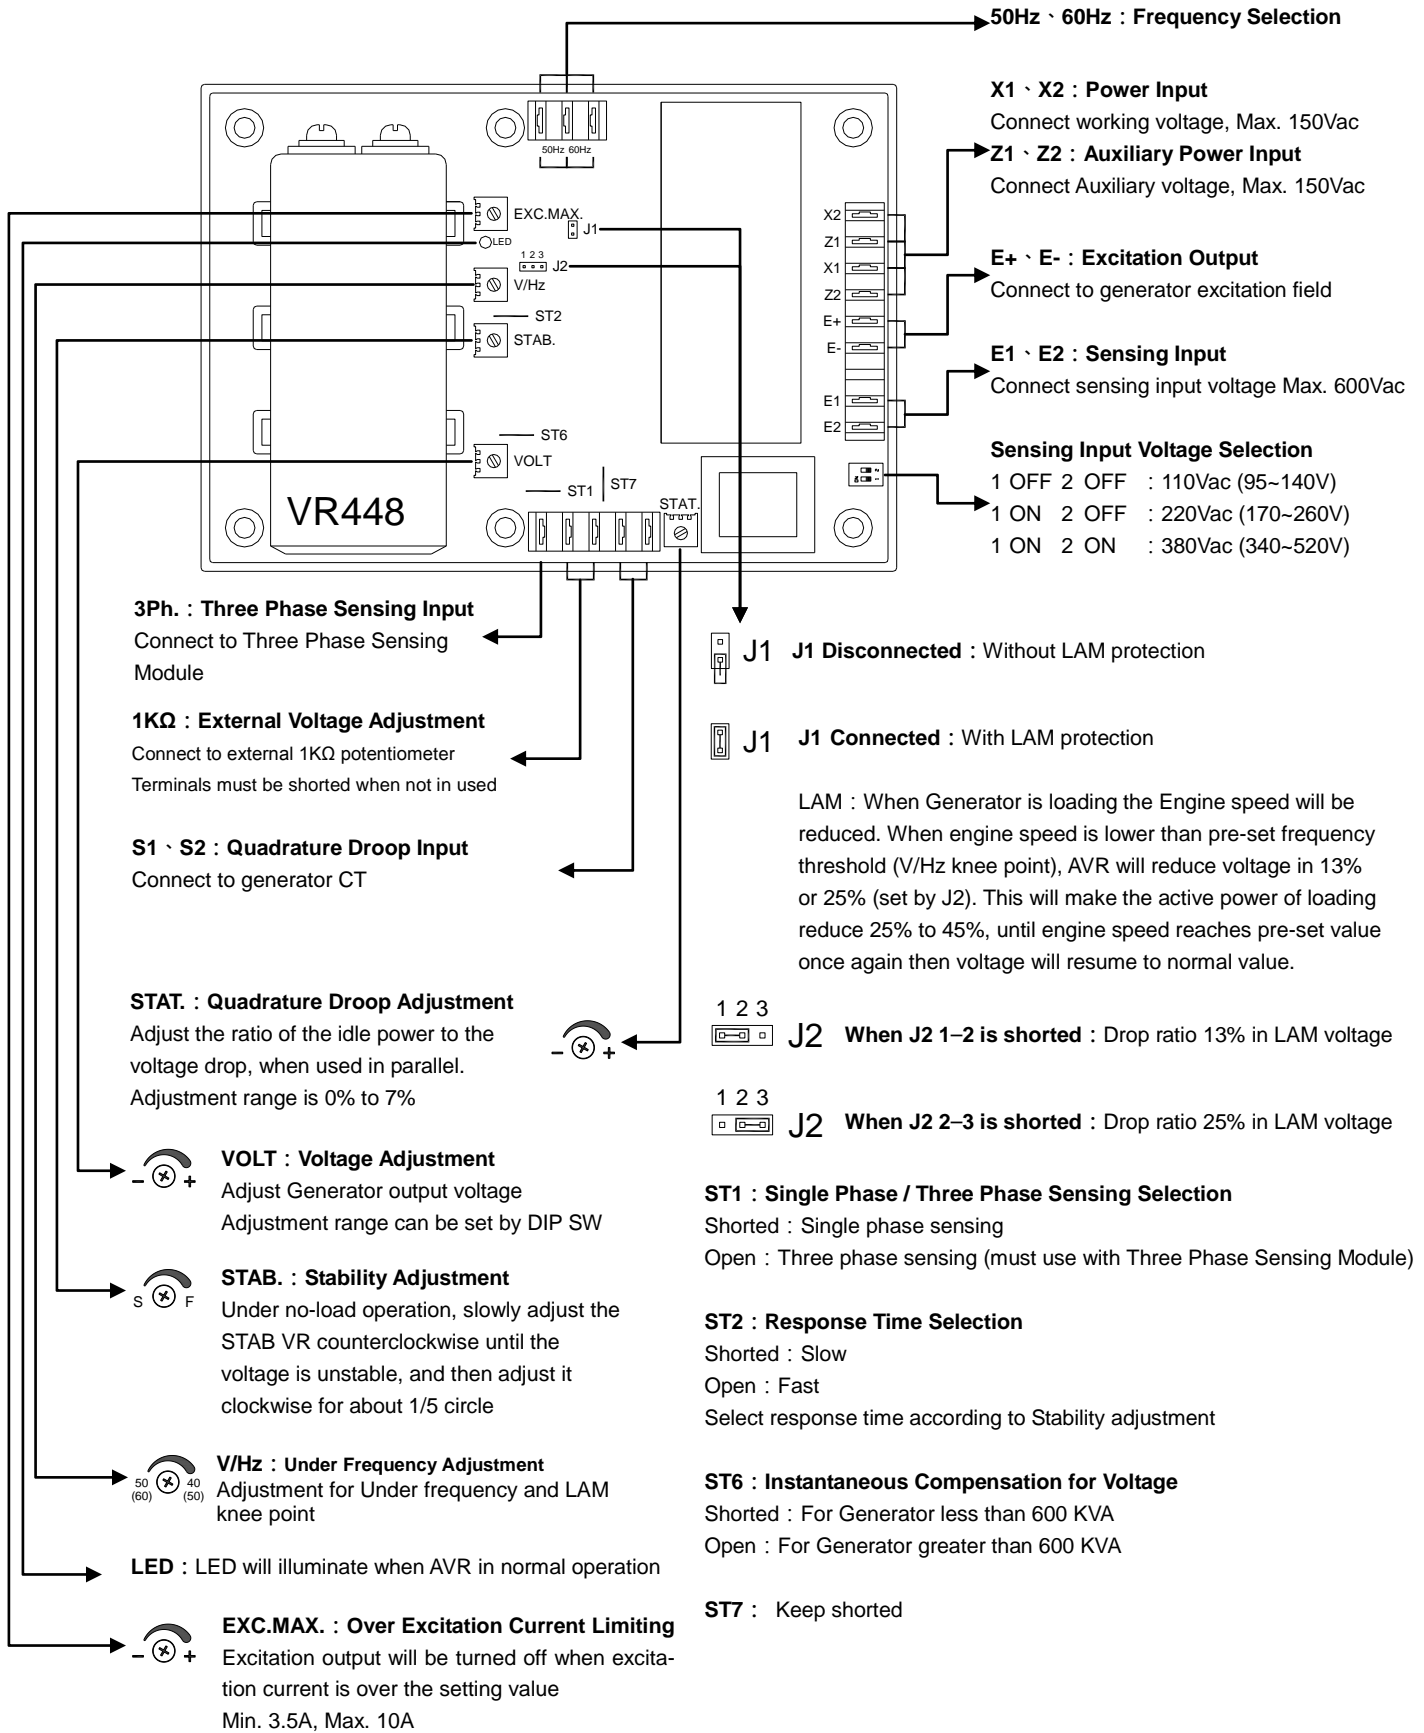 50Hz、60Hz：Frequency Selection
X1、X2：Power Input
Connect working voltage, Max. 150Vac
Z1、Z2：Auxiliary Power Input
Connect Auxiliary voltage, Max. 150Vac
E+、E-：Excitation Output
Connect to generator excitation field
E1、E2：Sensing Input
Connect sensing input voltage Max. 600Vac
Sensing Input Voltage Selection
1 OFF 2 OFF : 110Vac (95~140V)
1 ON 2 OFF : 220Vac (170~260V)
1 ON 2 ON : 380Vac (340~520V)
50Hz 60Hz
EXC.MAX.
J1
LED
1 2 3
J2
V/Hz
ST2
STAB.
ST6
VOLT
ST1
ST7
STAT.
VR448
X2
Z1
X1
Z2
E+
E-
E1
E2
3Ph.：Three Phase Sensing Input
Connect to Three Phase Sensing
Module
1KΩ：External Voltage Adjustment
Connect to external 1KΩ potentiometer
Terminals must be shorted when not in used
S1、S2：Quadrature Droop Input
Connect to generator CT
STAT.：Quadrature Droop Adjustment
Adjust the ratio of the idle power to the
voltage drop, when used in parallel.
Adjustment range is 0% to 7%
- +
- +
VOLT：Voltage Adjustment
Adjust Generator output voltage
Adjustment range can be set by DIP SW
S F
STAB.：Stability Adjustment
Under no-load operation, slowly adjust the
STAB VR counterclockwise until the
voltage is unstable, and then adjust it
clockwise for about 1/5 circle
50 40
(60) (50)
V/Hz：Under Frequency Adjustment
Adjustment for Under frequency and LAM
knee point
LED：LED will illuminate when AVR in normal operation
- +
EXC.MAX.：Over Excitation Current Limiting
Excitation output will be turned off when excita-
tion current is over the setting value
Min. 3.5A, Max. 10A
J1 J1 Disconnected：Without LAM protection
J1 J1 Connected：With LAM protection
LAM：When Generator is loading the Engine speed will be
reduced. When engine speed is lower than pre-set frequency
threshold (V/Hz knee point), AVR will reduce voltage in 13%
or 25% (set by J2). This will make the active power of loading
reduce 25% to 45%, until engine speed reaches pre-set value
once again then voltage will resume to normal value.
1 2 3
J2 When J2 1–2 is shorted：Drop ratio 13% in LAM voltage
1 2 3
J2 When J2 2–3 is shorted：Drop ratio 25% in LAM voltage
ST1：Single Phase / Three Phase Sensing Selection
Shorted：Single phase sensing
Open：Three phase sensing (must use with Three Phase Sensing Module)
ST2：Response Time Selection
Shorted：Slow
Open：Fast
Select response time according to Stability adjustment
ST6：Instantaneous Compensation for Voltage
Shorted：For Generator less than 600 KVA
Open：For Generator greater than 600 KVA
ST7： Keep shorted